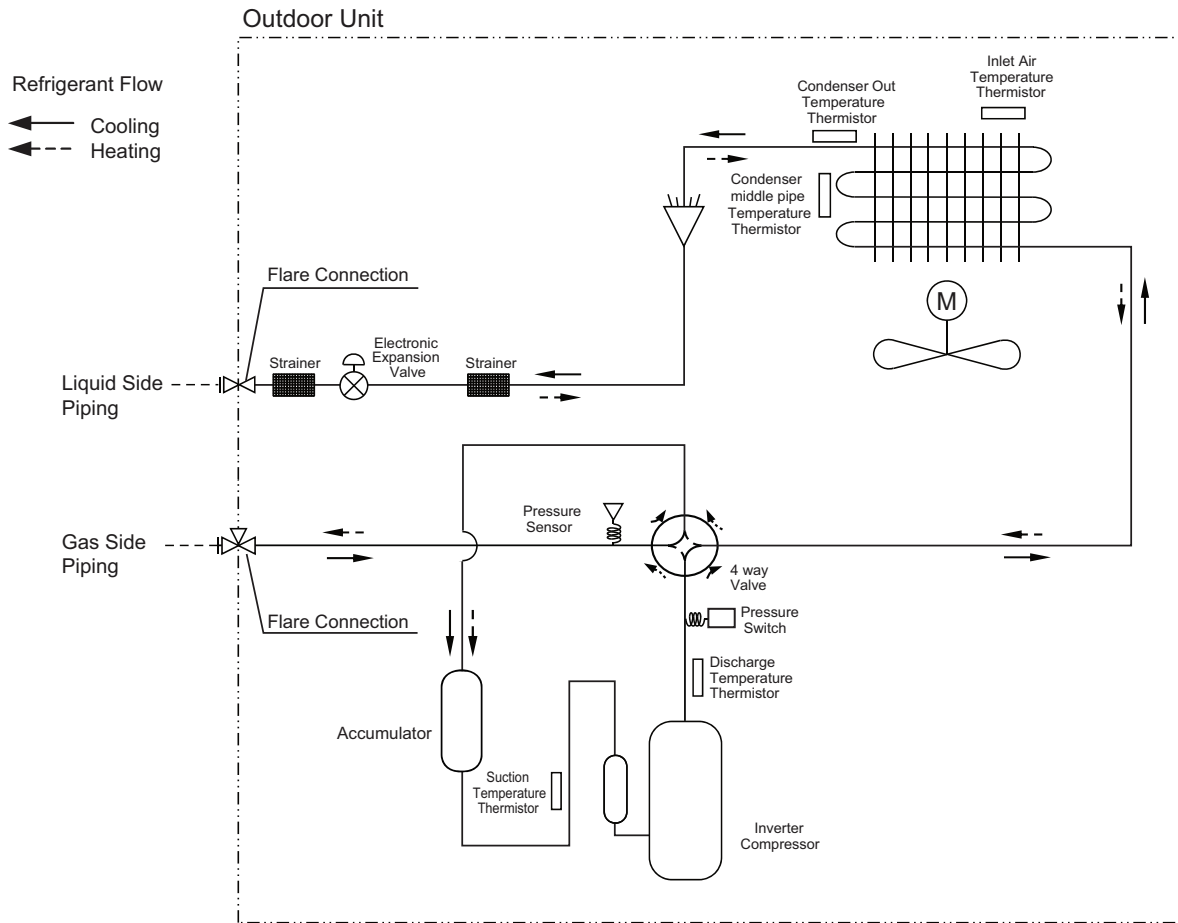 Outdoor Unit
Refrigerant Flow
Cooling
Heating
Inlet Air
Temperature
Thermistor
Condenser Out
Temperature
Thermistor
Condenser
middle pipe
Temperature
Thermistor
M
Flare Connection
Strainer
Electronic
Expansion
Valve
Strainer
Liquid Side
Piping
Pressure
Sensor
Gas Side
Piping
4 way
Valve
Flare Connection
Pressure
Switch
Discharge
Temperature
Thermistor
Accumulator
Suction
Temperature
Thermistor
Inverter
Compressor